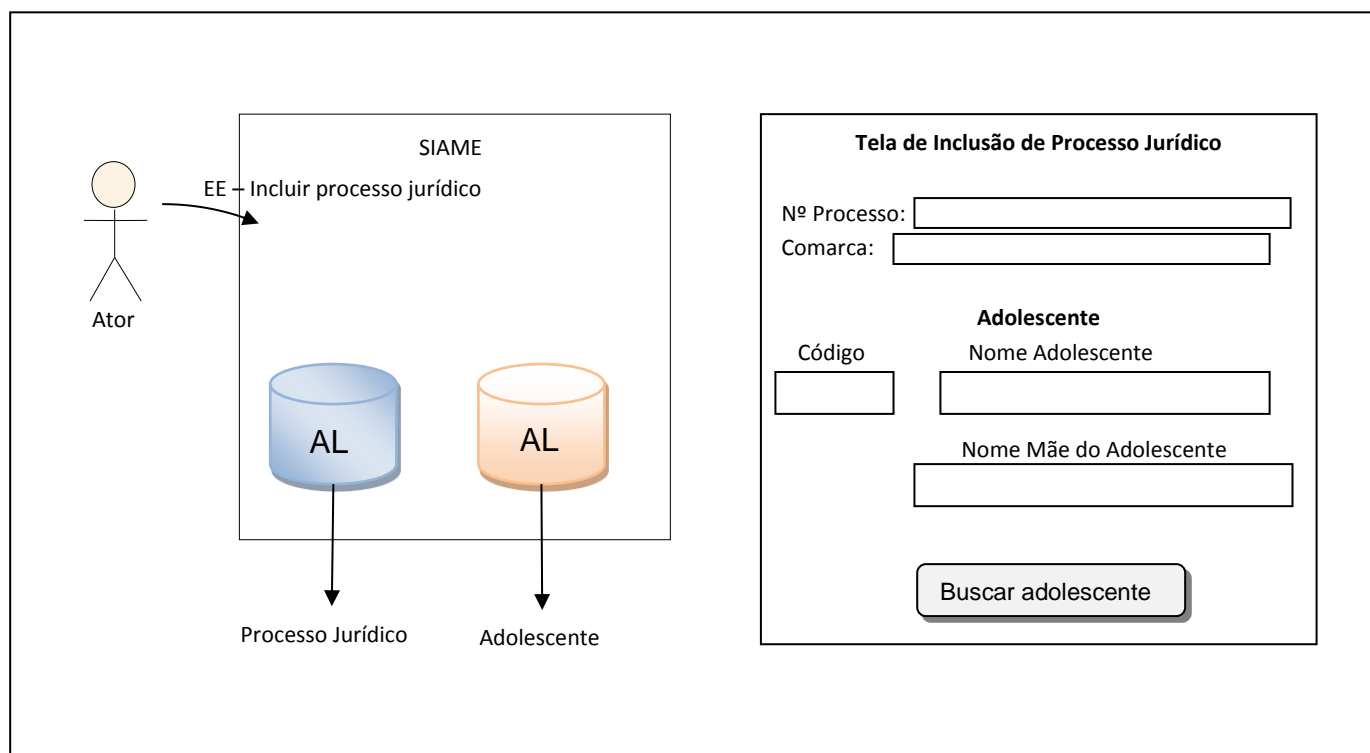 SIAME
EE – Incluir processo jurídico
Ator
AL
AL
Processo Jurídico
Adolescente
Tela de Inclusão de Processo Jurídico
Nº Processo:
Comarca:
Adolescente
Código
Nome Adolescente
Nome Mãe do Adolescente
Buscar adolescente